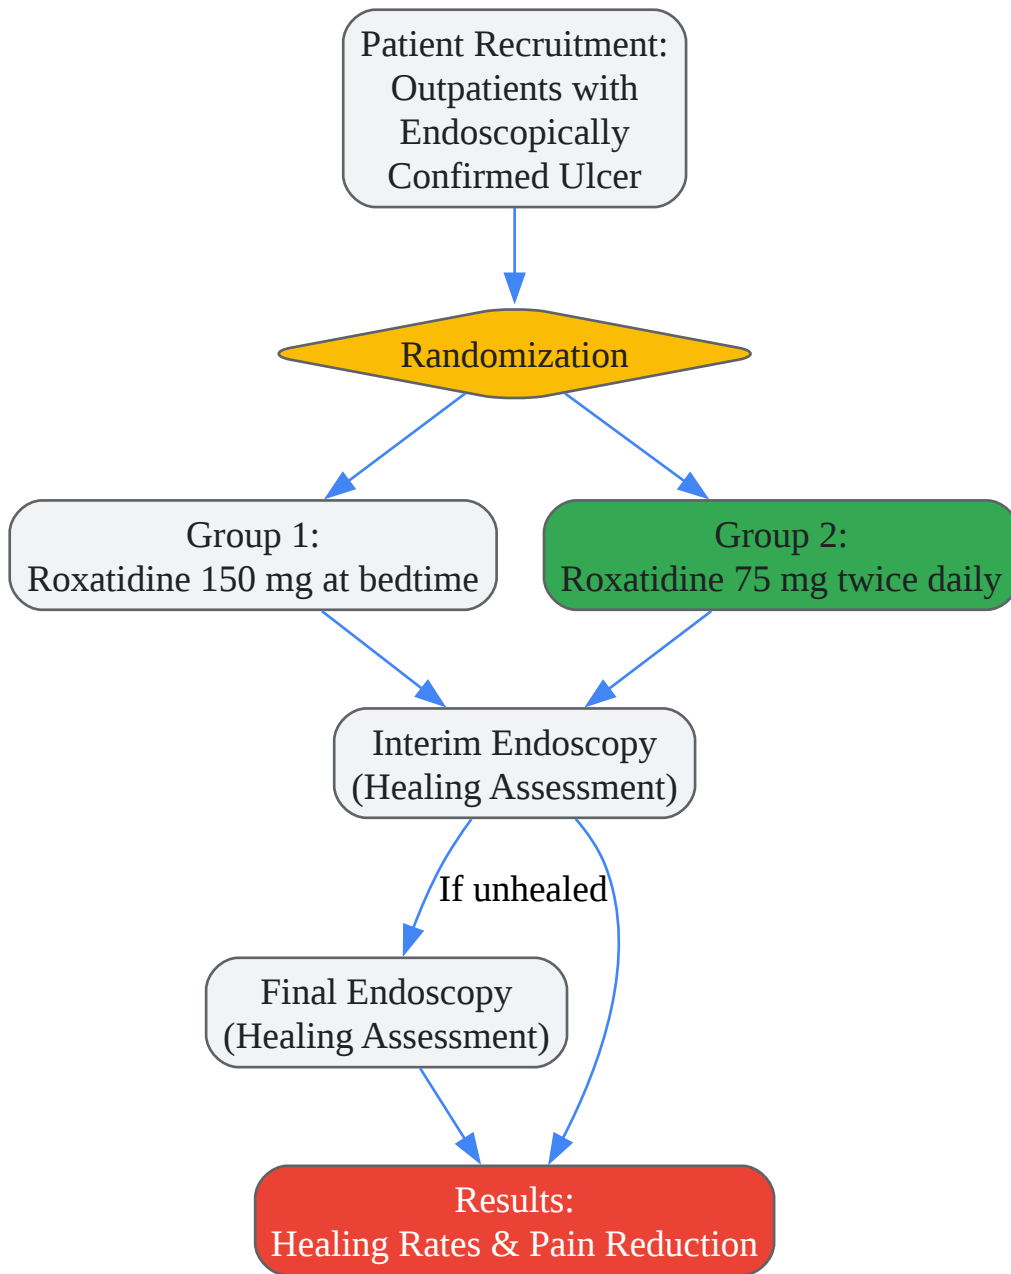 Patient Recruitment:
Outpatients with
Endoscopically
Confirmed Ulcer
Randomization
Group 1:
Roxatidine 150 mg at bedtime
Group 2:
Roxatidine 75 mg twice daily
Interim Endoscopy
(Healing Assessment)
If unhealed
Final Endoscopy
(Healing Assessment)
Results:
Healing Rates & Pain Reduction